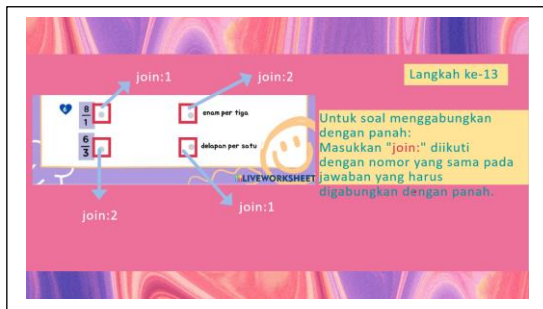 join:1
join:2
Langkah ke-13
8
1
enam per tiga
6
3
delapan per satu
LIVEWORKSHEET
join:2
join:1
Untuk soal menggabungkan
dengan panah:
Masukkan "join:" diikuti
dengan nomor yang sama pada
jawaban yang harus
digabungkan dengan panah.